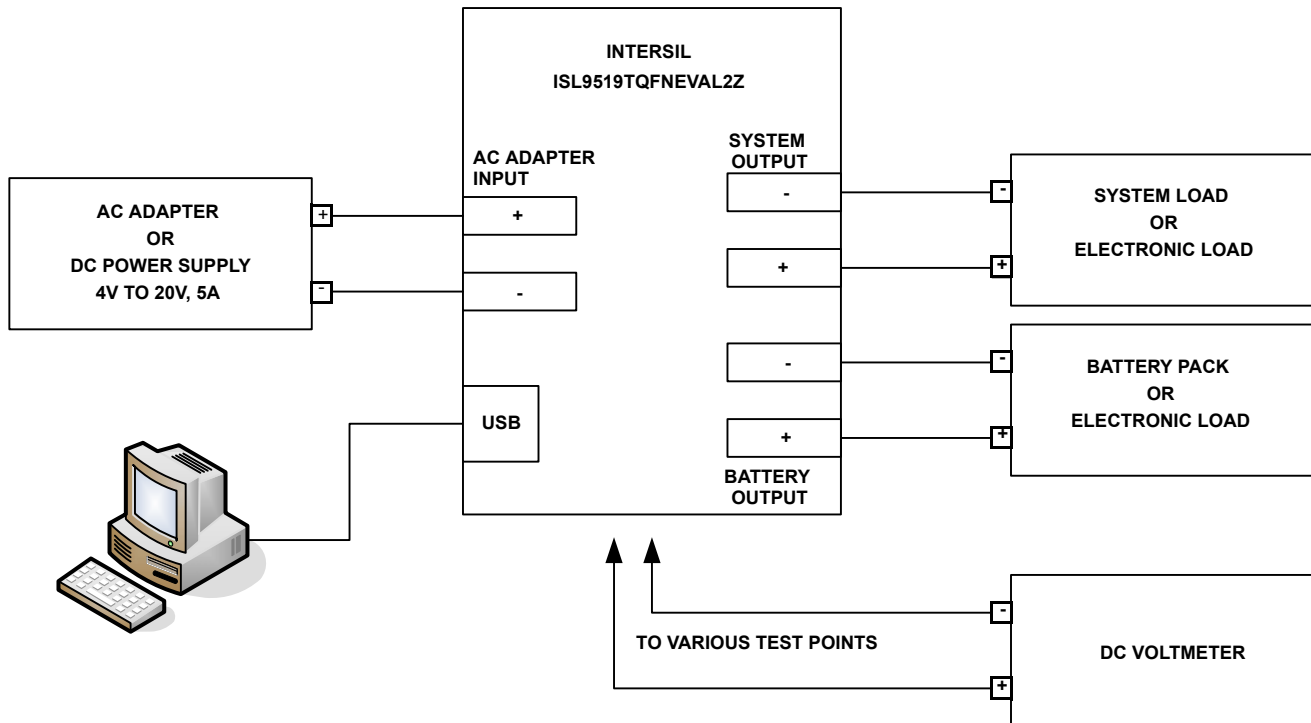 INTERSIL
ISL9519TQFNEVAL2Z
AC ADAPTER
INPUT
+
-
USB
SYSTEM
OUTPUT
-
+
-
+
BATTERY
OUTPUT
AC ADAPTER
OR
DC POWER SUPPLY
4V TO 20V, 5A
+
-
-
+
SYSTEM LOAD
OR
ELECTRONIC LOAD
-
+
BATTERY PACK
OR
ELECTRONIC LOAD
TO VARIOUS TEST POINTS
-
+
DC VOLTMETER